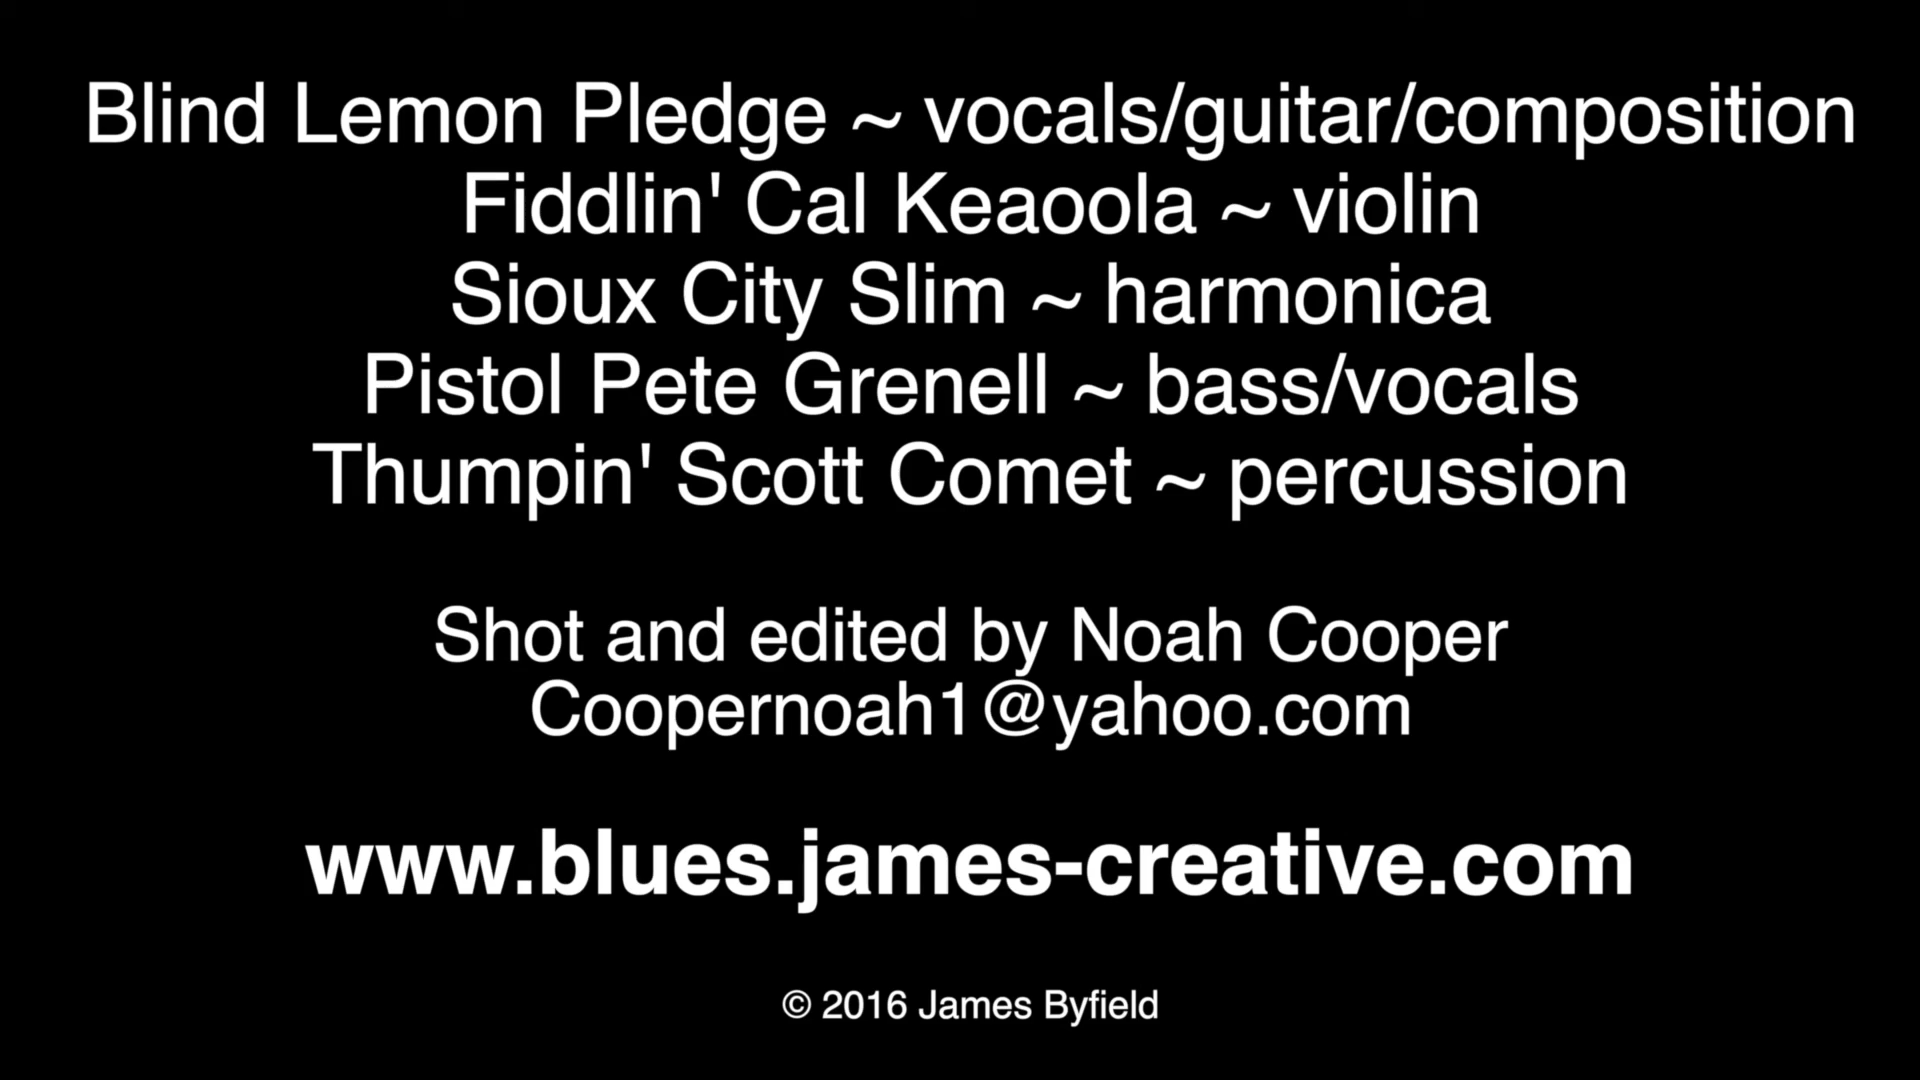 Blind Lemon Pledge ~ vocals/guitar/composition
Fiddlin' Cal Keaoola ~ violin
Sioux City Slim ~ harmonica
Pistol Pete Grenell ~ bass/vocals
Thumpin' Scott Comet ~ percussion
Shot and edited by Noah Cooper
Coopernoah1@yahoo.com
www.blues.james-creative.com
© 2016 James Byfield